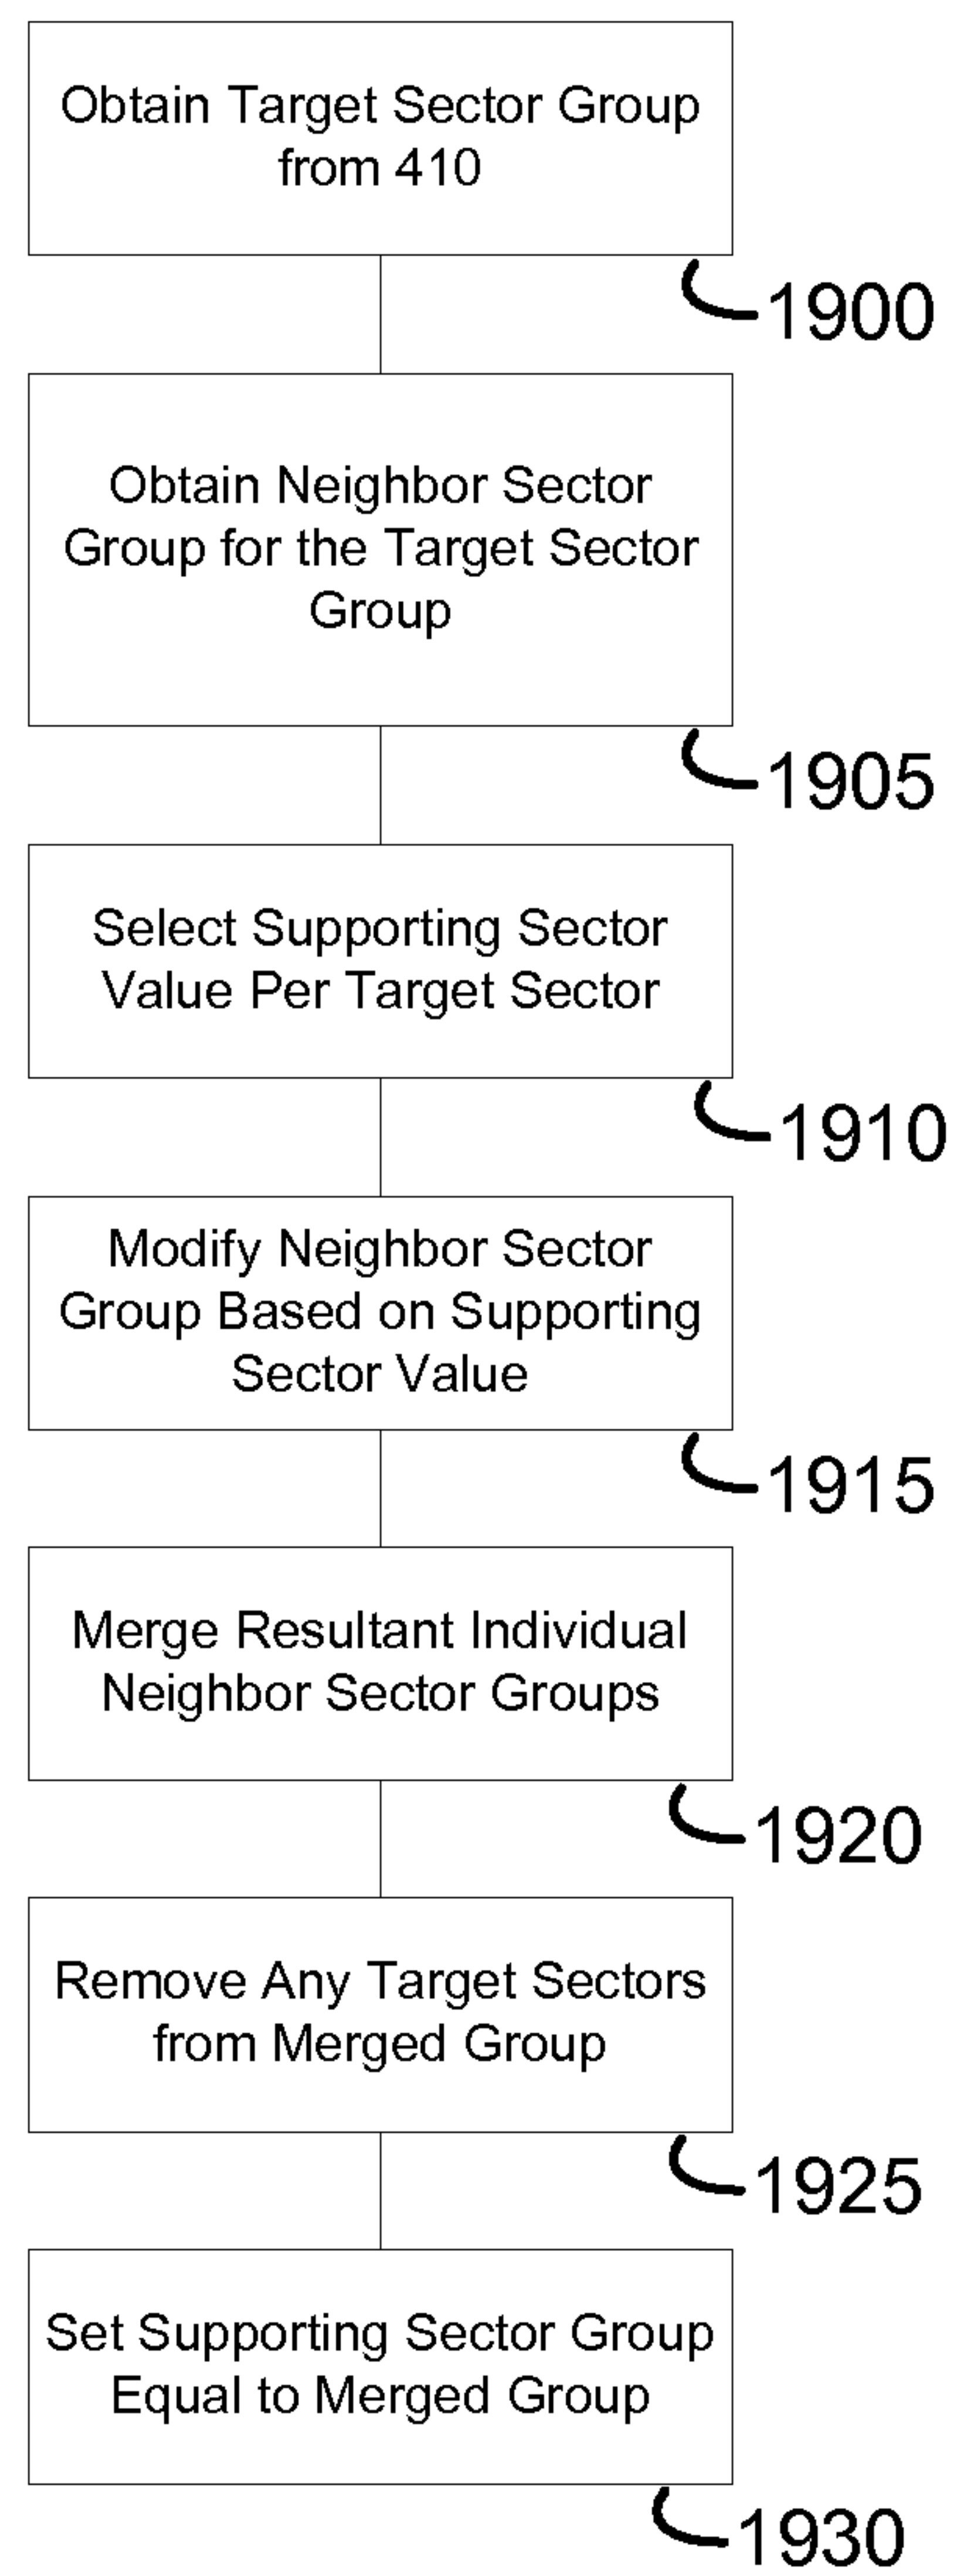 Obtain Target Sector Group
from 410
1900
Obtain Neighbor Sector
Group for the Target Sector
Group
1905
Select Supporting Sector
Value Per Target Sector
1910
Modify Neighbor Sector
Group Based on Supporting
Sector Value
1915
Merge Resultant Individual
Neighbor Sector Groups
1920
Remove Any Target Sectors
from Merged Group
1925
Set Supporting Sector Group
Equal to Merged Group
1930